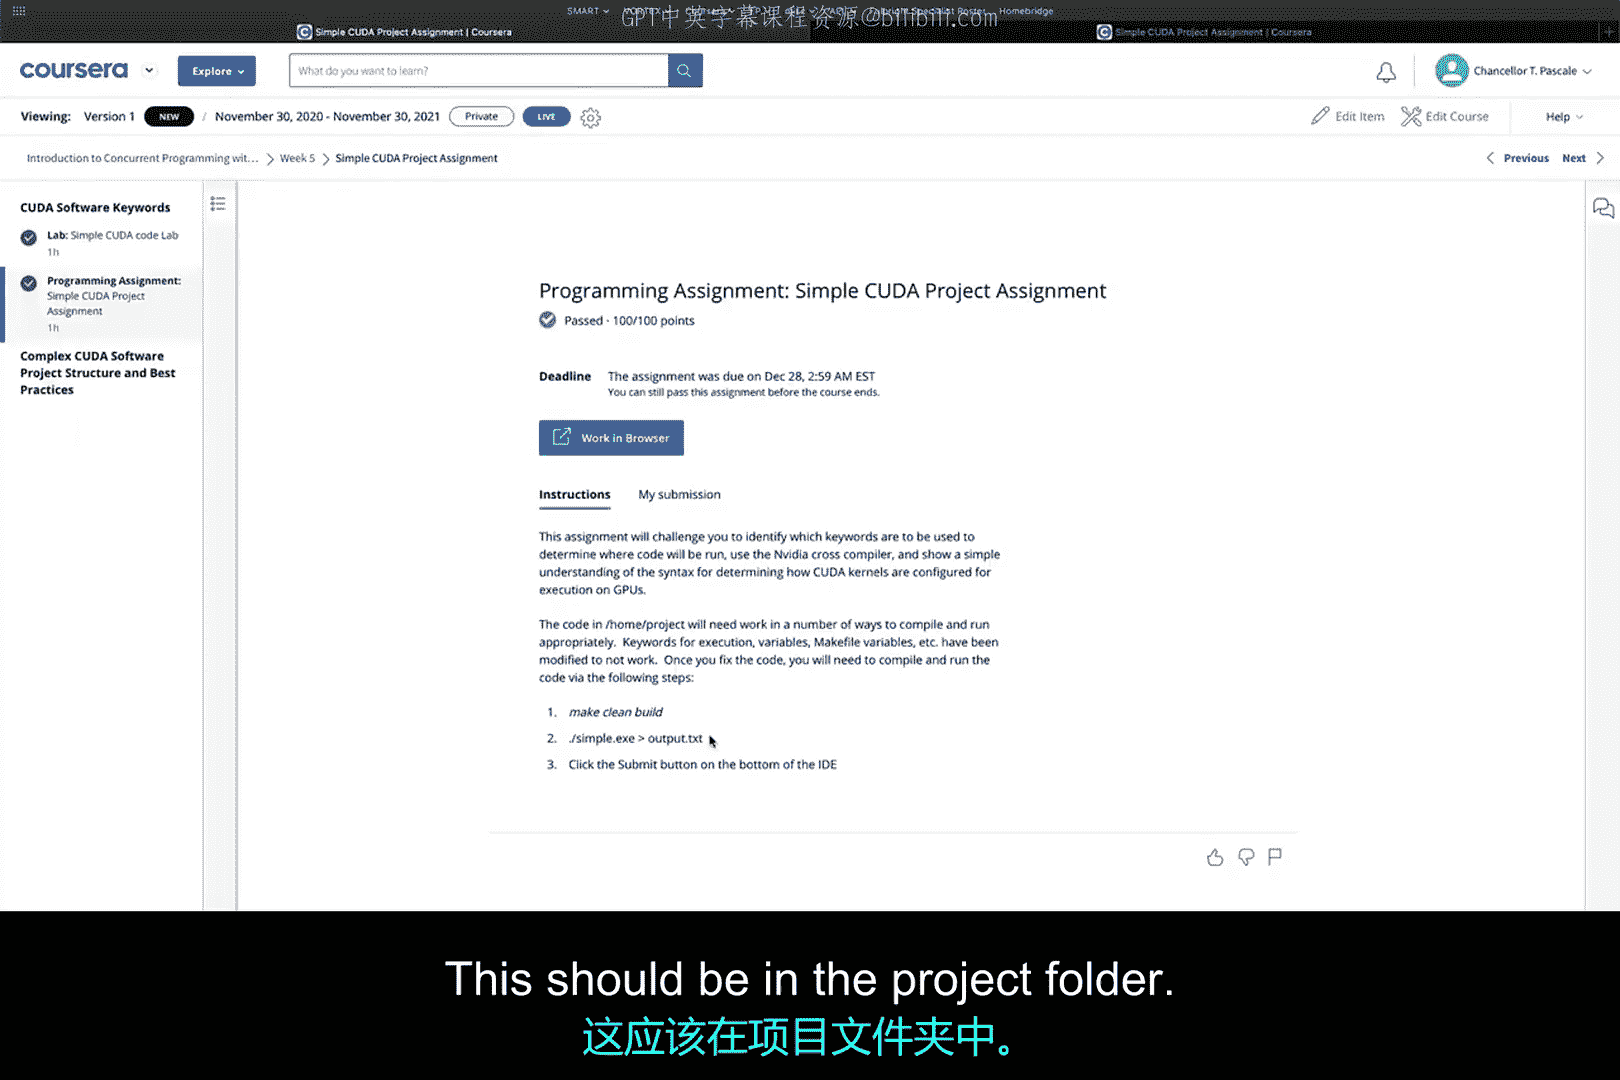 SMART
GPT中英字幕课程资源@bilibili.com
Homebridge
Simple CUDA Project Assignment | Coursera
Simple CUDA Project Assignment | Coursera
coursera
Explore
What do you want to learn?
Chancellor T. Pascale
Viewing: Version 1 NEW / November 30, 2020 - November 30, 2021 Private LIVE
Edit Item
Edit Course
Help
Introduction to Concurrent Programming wit... > Week 5 > Simple CUDA Project Assignment
Previous
Next
CUDA Software Keywords
Lab: Simple CUDA code Lab
1h
Programming Assignment:
Simple CUDA Project
Assignment
1h
Complex CUDA Software
Project Structure and Best
Practices
Programming Assignment: Simple CUDA Project Assignment
Passed · 100/100 points
Deadline The assignment was due on Dec 28, 2:59 AM EST
You can still pass this assignment before the course ends.
Work in Browser
Instructions
My submission
This assignment will challenge you to identify which keywords are to be used to
determine where code will be run, use the Nvidia cross compiler, and show a simple
understanding of the syntax for determining how CUDA kernels are configured for
execution on GPUs.
The code in /home/project will need work in a number of ways to compile and run
appropriately. Keywords for execution, variables, Makefile variables, etc. have been
modified to not work. Once you fix the code, you will need to compile and run the
code via the following steps:
1. make clean build
2. ./simple.exe > output.txt
3. Click the Submit button on the bottom of the IDE
This should be in the project folder.
这应该在项目文件夹中。